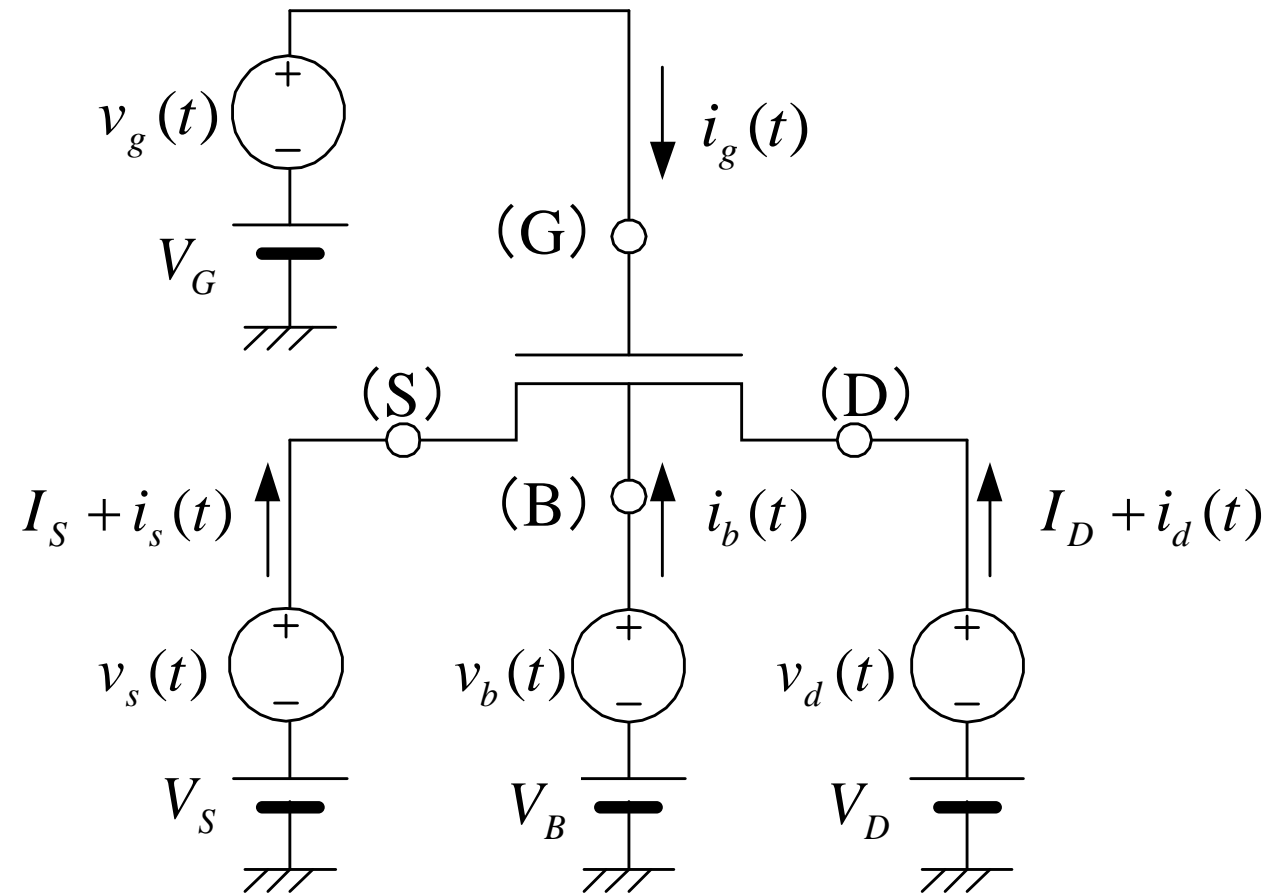 +
v_g(t)
−
i_g(t)
(G)
V_G
(S)
(D)
I_S + i_s(t)
(B)
i_b(t)
I_D + i_d(t)
+
+
+
v_s(t)
v_b(t)
v_d(t)
−
−
−
V_S
V_B
V_D